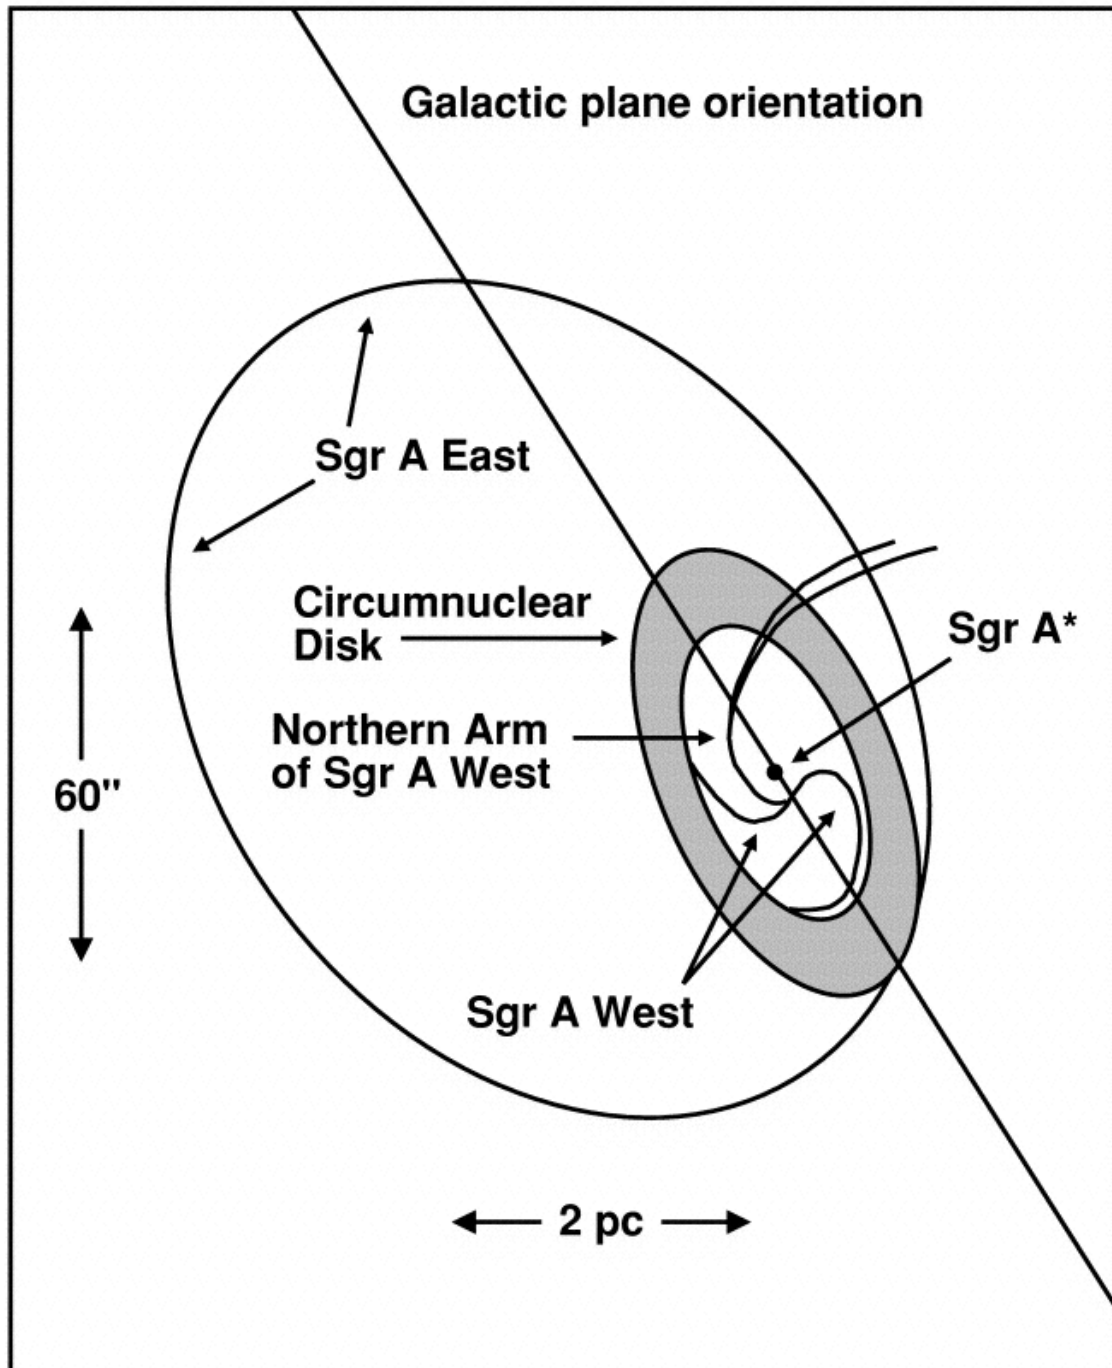 Galactic plane orientation
Sgr A East
Circumnuclear
Disk
Sgr A*
Northern Arm
of Sgr A West
60"
Sgr A West
2 pc